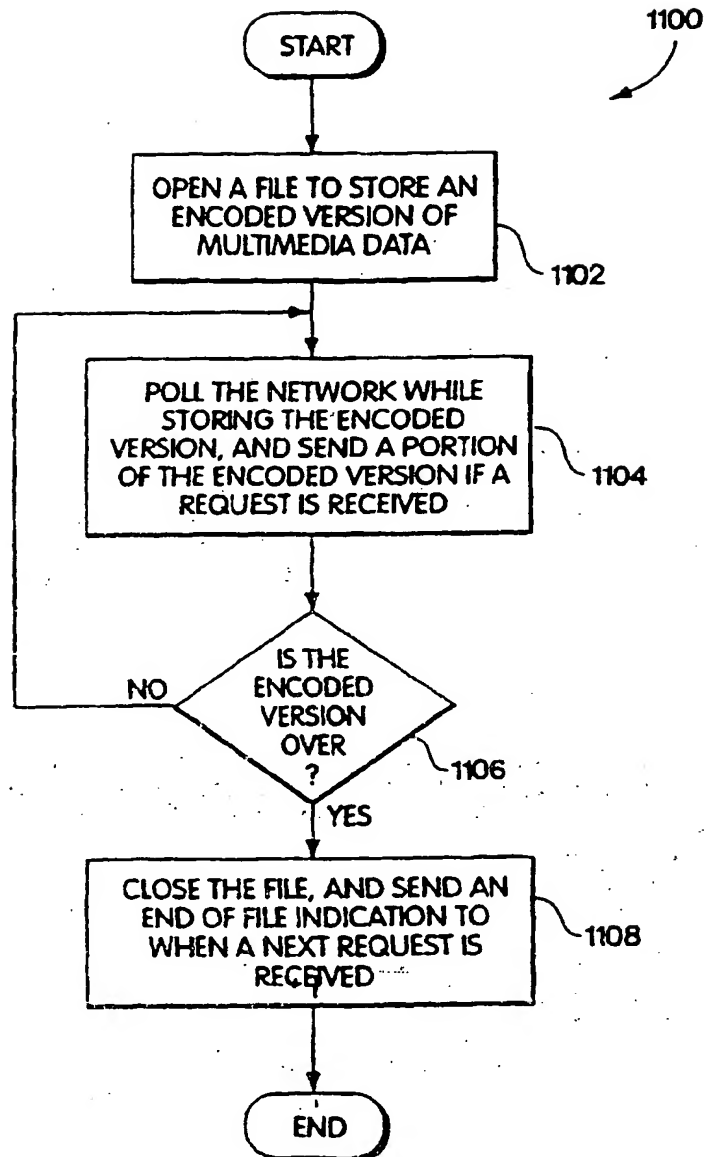 1100
START
OPEN A FILE TO STORE AN
ENCODED VERSION OF
MULTIMEDIA DATA
1102
POLL THE NETWORK WHILE
STORING THE ENCODED
VERSION, AND SEND A PORTION
OF THE ENCODED VERSION IF A
REQUEST IS RECEIVED
1104
IS THE
ENCODED
VERSION
OVER
?
NO
1106
YES
CLOSE THE FILE, AND SEND AN
END OF FILE INDICATION TO
WHEN A NEXT REQUEST IS
RECEIVED
1108
END